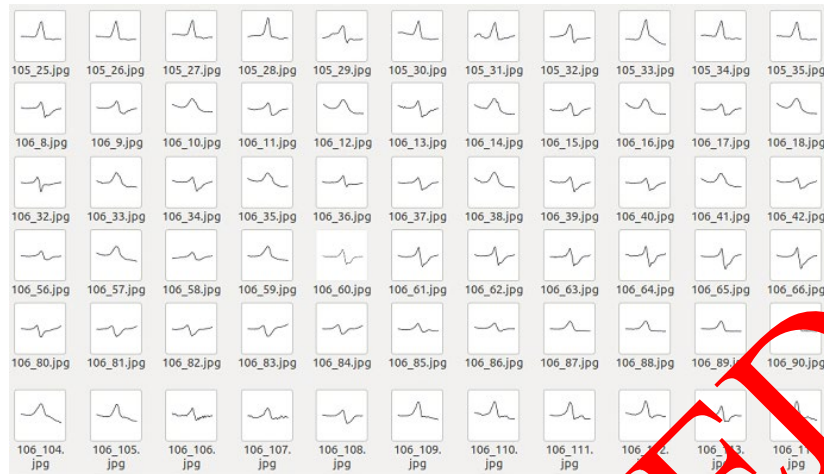 105_25.jpg 105_26.jpg 105_27.jpg 105_28.jpg 105_29.jpg 105_30.jpg 105_31.jpg 105_32.jpg 105_33.jpg 105_34.jpg 105_35.jpg
106_8.jpg 106_9.jpg 106_10.jpg 106_11.jpg 106_12.jpg 106_13.jpg 106_14.jpg 106_15.jpg 106_16.jpg 106_17.jpg 106_18.jpg
106_32.jpg 106_33.jpg 106_34.jpg 106_35.jpg 106_36.jpg 106_37.jpg 106_38.jpg 106_39.jpg 106_40.jpg 106_41.jpg 106_42.jpg
106_56.jpg 106_57.jpg 106_58.jpg 106_59.jpg 106_60.jpg 106_61.jpg 106_62.jpg 106_63.jpg 106_64.jpg 106_65.jpg 106_66.jpg
106_80.jpg 106_81.jpg 106_82.jpg 106_83.jpg 106_84.jpg 106_85.jpg 106_86.jpg 106_87.jpg 106_88.jpg 106_89.jpg 106_90.jpg
106_104. 106_105. 106_106. 106_107. 106_108. 106_109. 106_110. 106_111.
jpg jpg jpg jpg jpg jpg jpg jpg